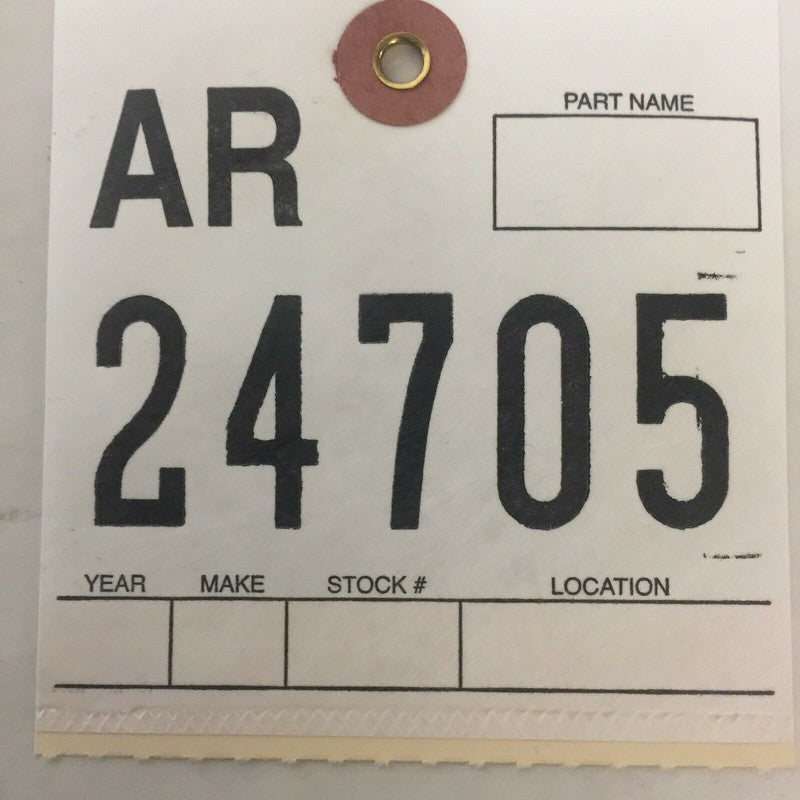 PART NAME
AR
24705
YEAR MAKE STOCK # LOCATION